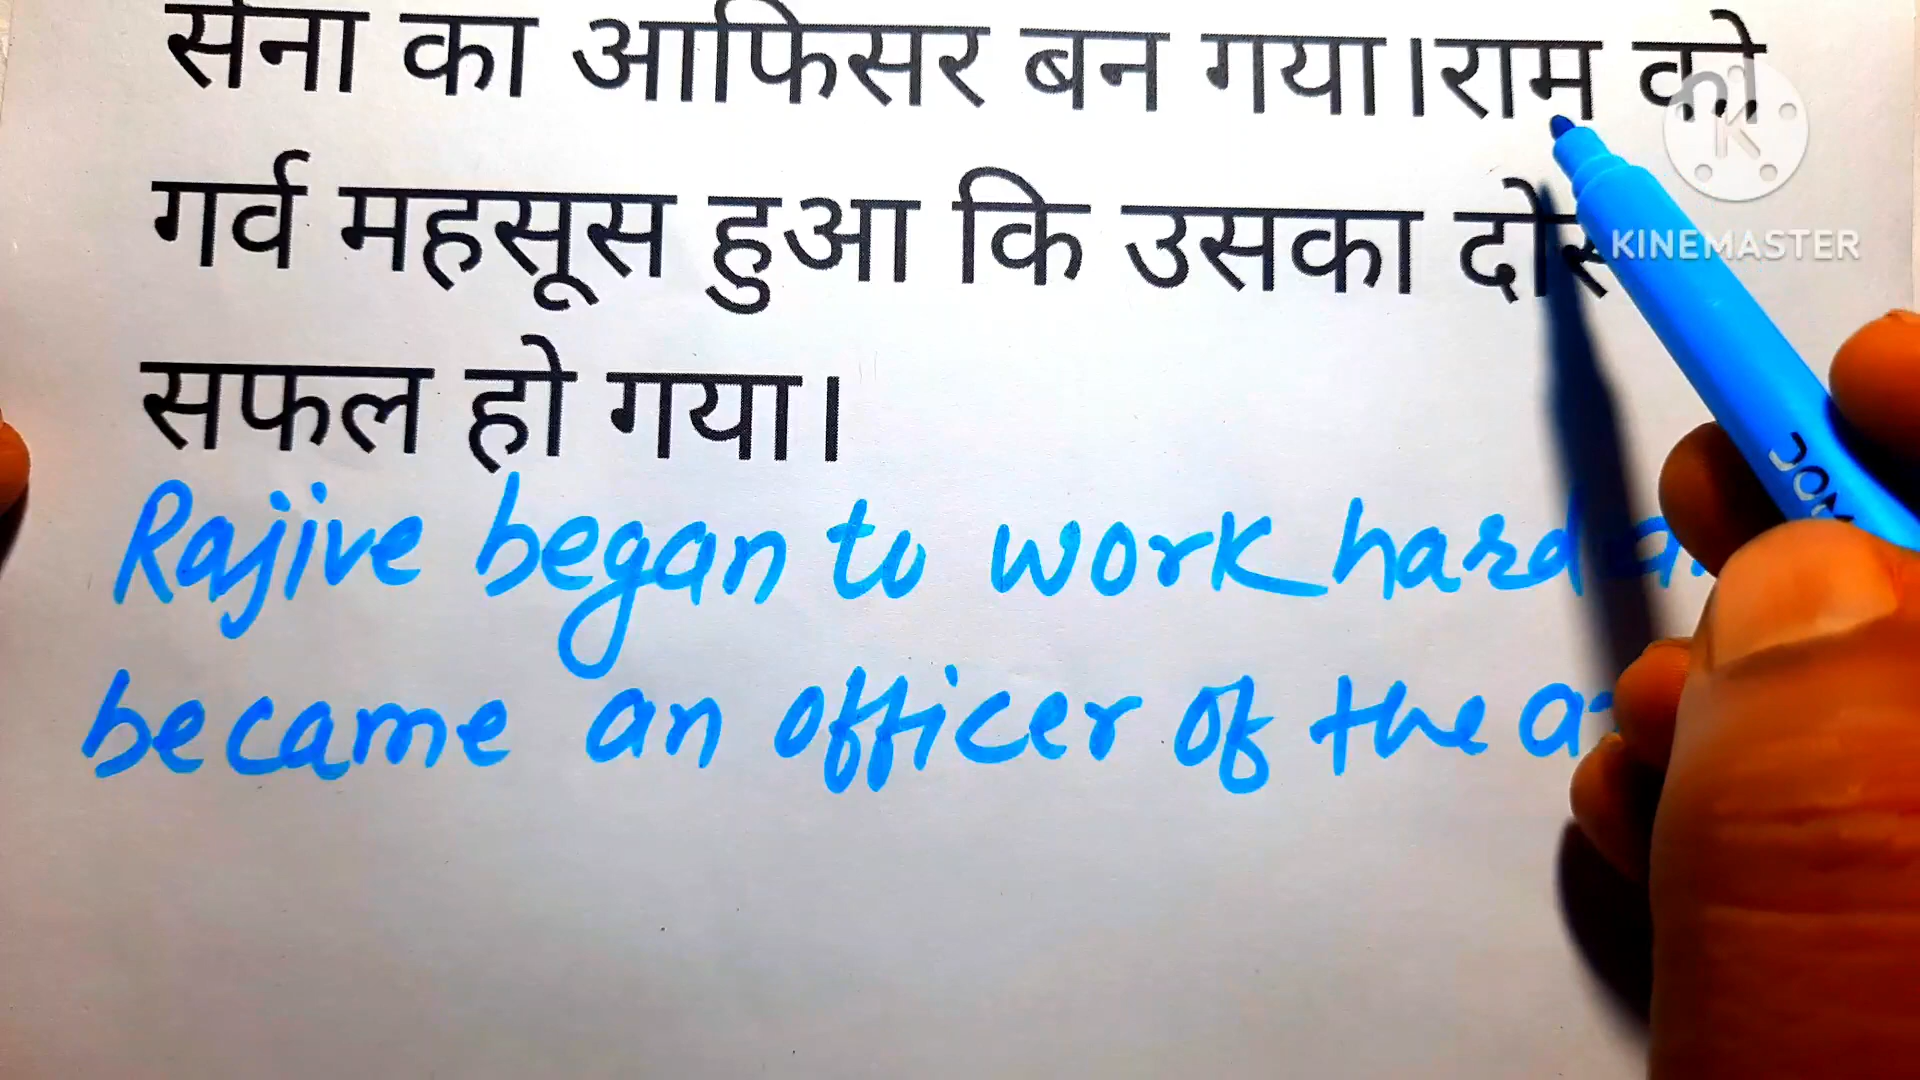 सेना का आफिसर बन गया।राम को
गर्व महसूस हुआ कि उसका
सफल हो गया।
Rajive began to work hard
became an officer of the
KINEMASTER